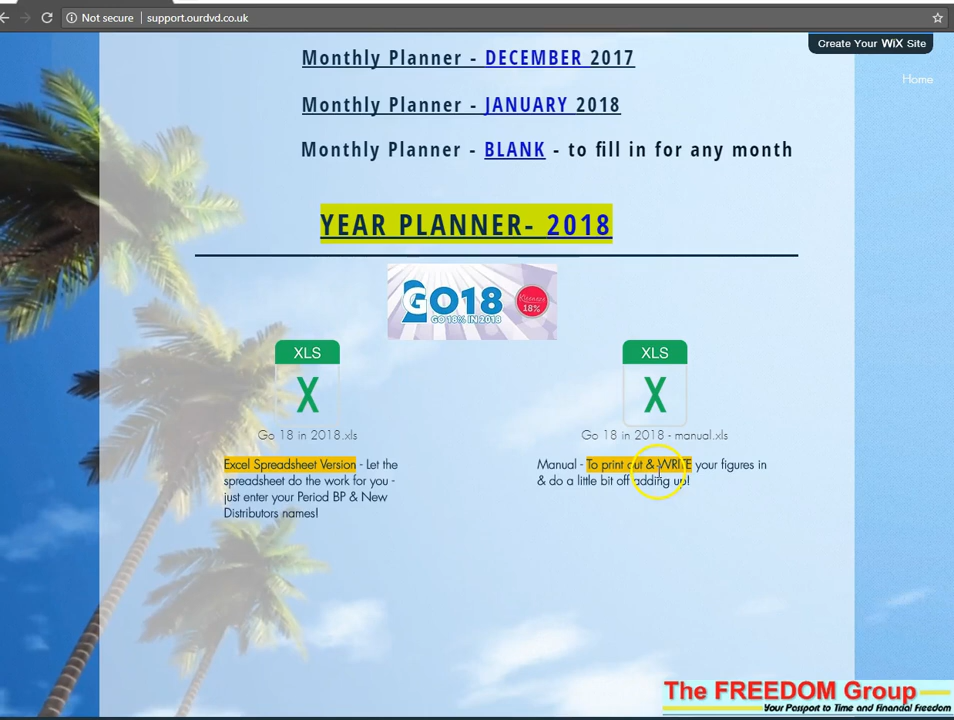 Not secure | support.ourdvd.co.uk
Create Your WiX Site
Home
Monthly Planner - DECEMBER 2017
Monthly Planner - JANUARY 2018
Monthly Planner - BLANK - to fill in for any month
YEAR PLANNER- 2018
GO18
GO 18% IN 2018
Kleeneze
18%
XLS
X
Go 18 in 2018.xls
Excel Spreadsheet Version - Let the
spreadsheet do the work for you -
just enter your Period BP & New
Distributors names!
XLS
X
Go 18 in 2018 - manual.xls
Manual - To print out & WRITE your figures in
& do a little bit off adding up!
The FREEDOM Group
Your Passport to Time and Financial Freedom